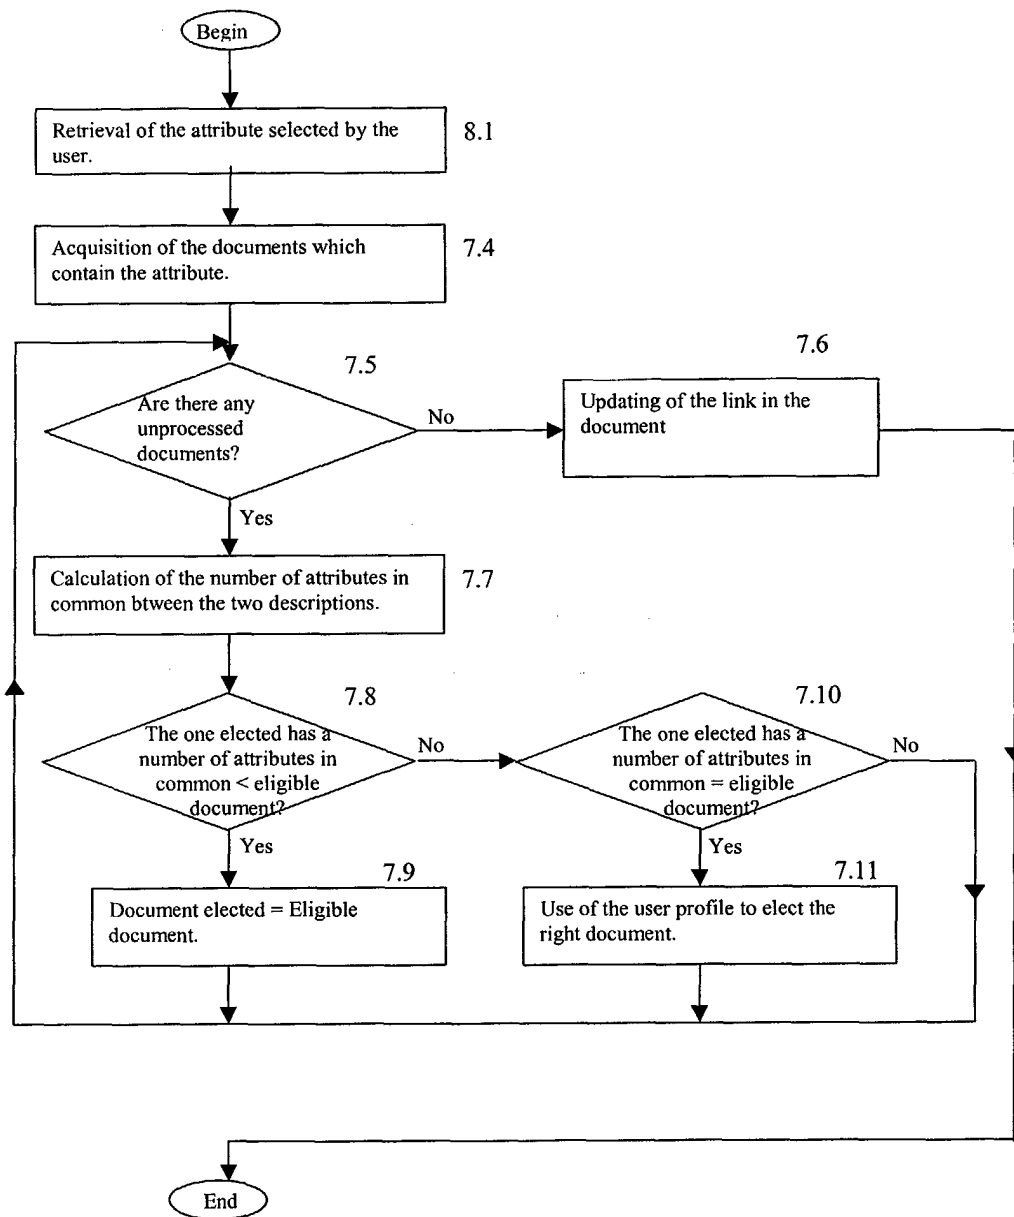 Begin
Retrieval of the attribute selected by the
user.
8.1
Acquisition of the documents which
contain the attribute.
7.4
7.5
7.6
Are there any
unprocessed
documents?
No
Updating of the link in the
document
Yes
Calculation of the number of attributes in
common btween the two descriptions.
7.7
7.8
7.10
The one elected has a
number of attributes in
common < eligible
document?
No
The one elected has a
number of attributes in
common = eligible
document?
No
Yes
Yes
7.9
7.11
Document elected = Eligible
document.
Use of the user profile to elect the
right document.
End